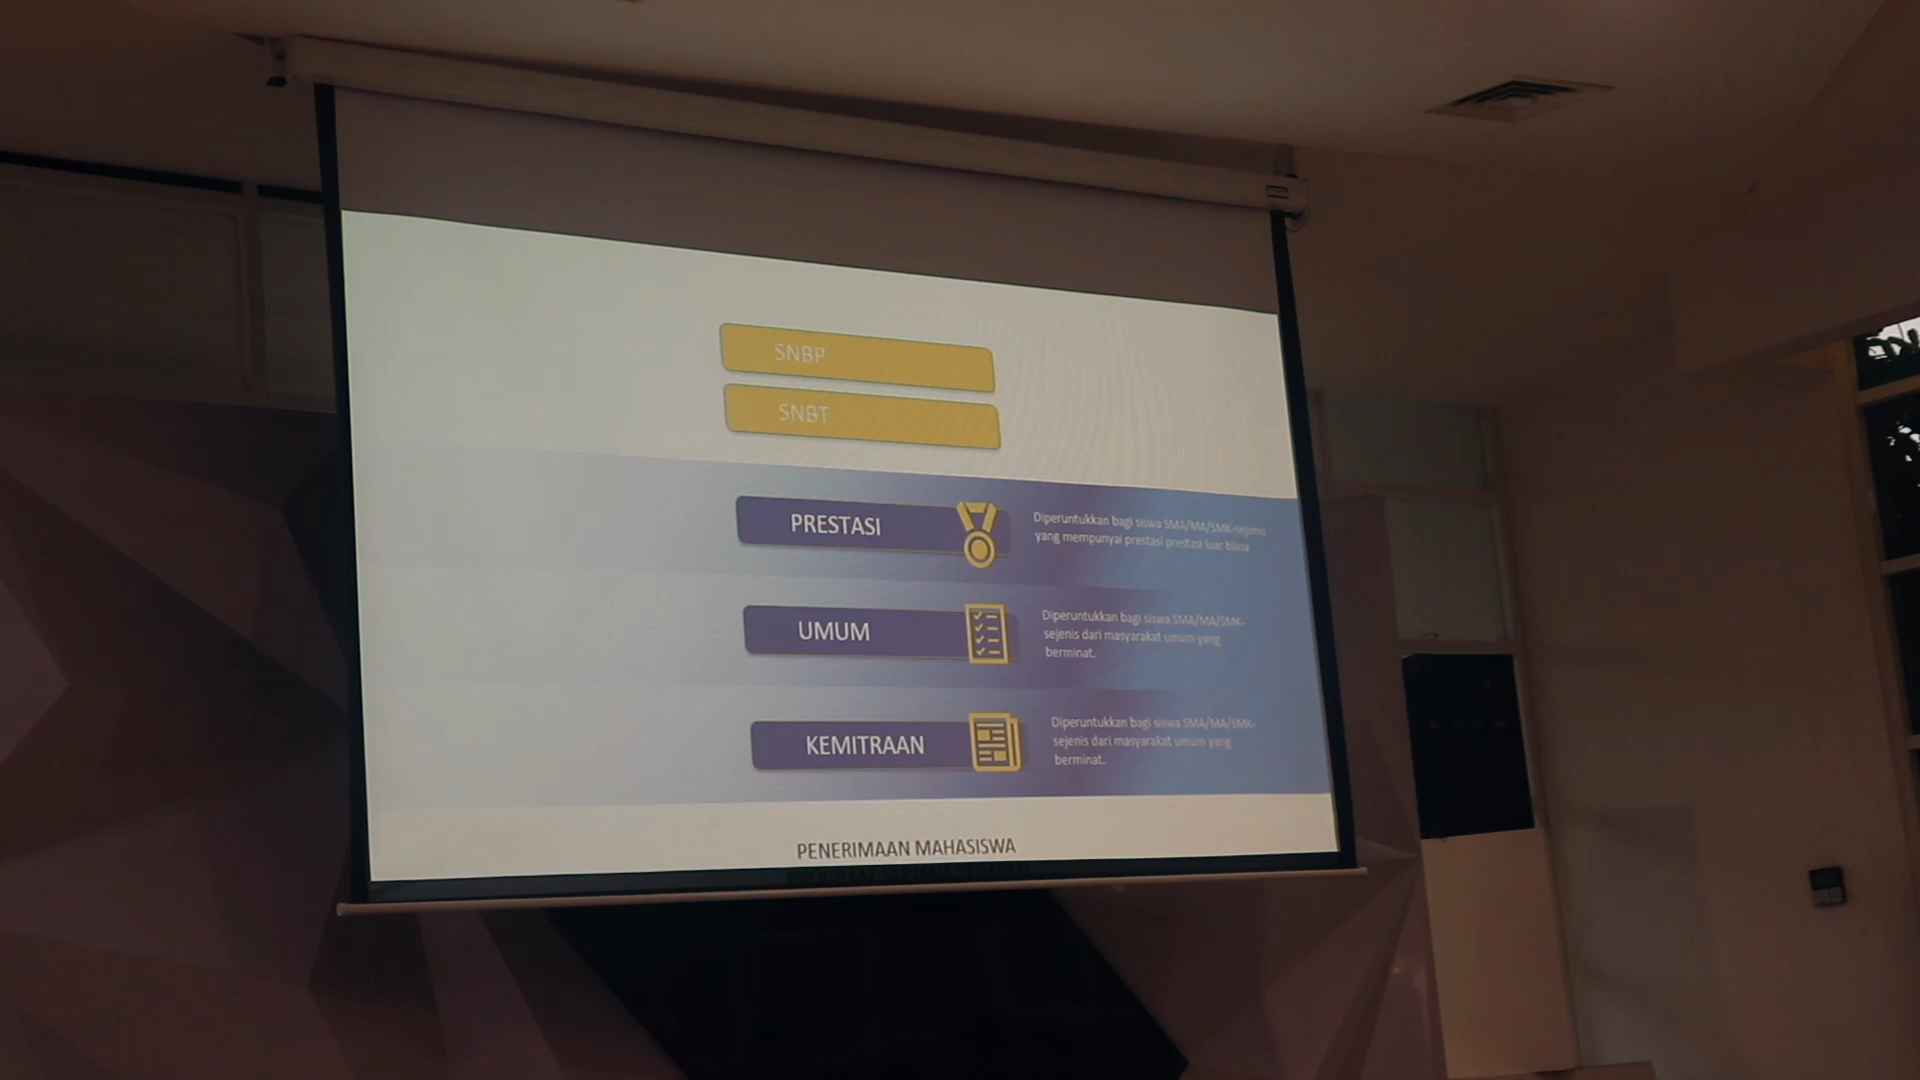 SNBP
SNBT
PRESTASI
Diperuntukkan bagi siswa SMA/MA/SMK-sejenis
yang mempunyai prestasi prestasi luar biasa
UMUM
Diperuntukkan bagi siswa SMA/MA/SMK-
sejenis dari masyarakat umum yang
berminat.
KEMITRAAN
Diperuntukkan bagi siswa SMA/MA/SMK-
sejenis dari masyarakat umum yang
berminat.
PENERIMAAN MAHASISWA